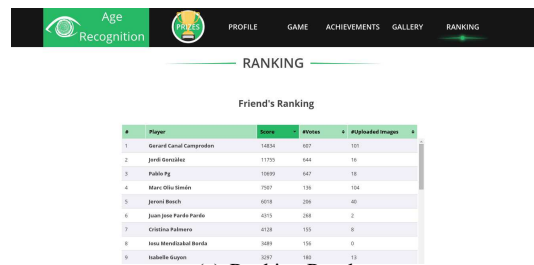 Age
Recognition
PRIZES
PROFILE GAME ACHIEVEMENTS GALLERY RANKING
RANKING
Friend's Ranking
# Player Score #Votes #Uploaded Images
1 Gerard Canal Camprodon 14834 607 101
2 Jordi Gonzàlez 11755 644 16
3 Pablo Pg 10699 647 18
4 Marc Oliu Simón 7507 136 104
5 Jeroni Bosch 6018 206 40
6 Juan Jose Pardo Pardo 4315 268 2
7 Cristina Palmero 4128 155 8
8 Iosu Mendizabal Borda 3489 156 0
9 Isabelle Guyon 3297 180 13